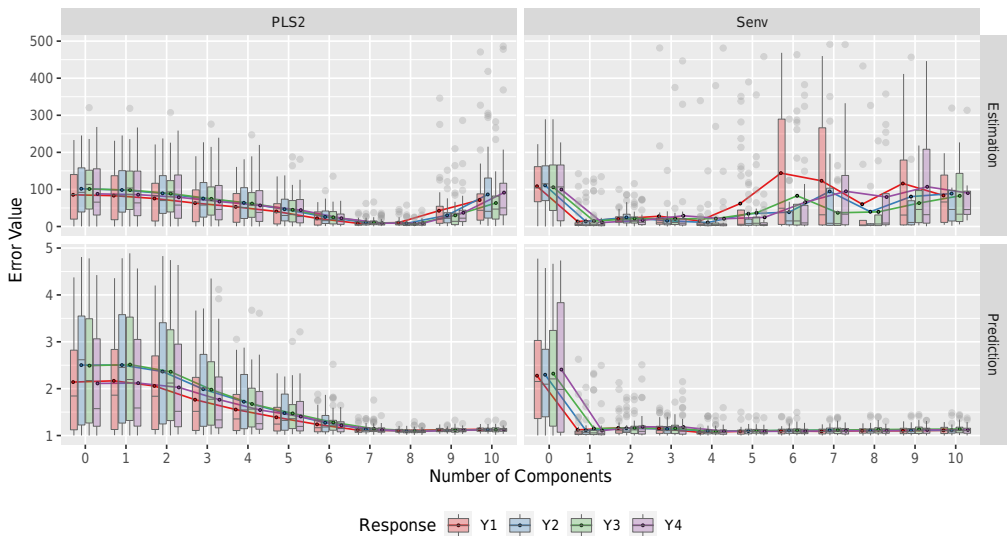 PLS2 Senv
500
400
300
200
100
0
Estimation
5
4
3
2
1
Prediction
Error Value
0 1 2 3 4 5 6 7 8 9 10 0 1 2 3 4 5 6 7 8 9 10
Number of Components
Response Y1 Y2 Y3 Y4